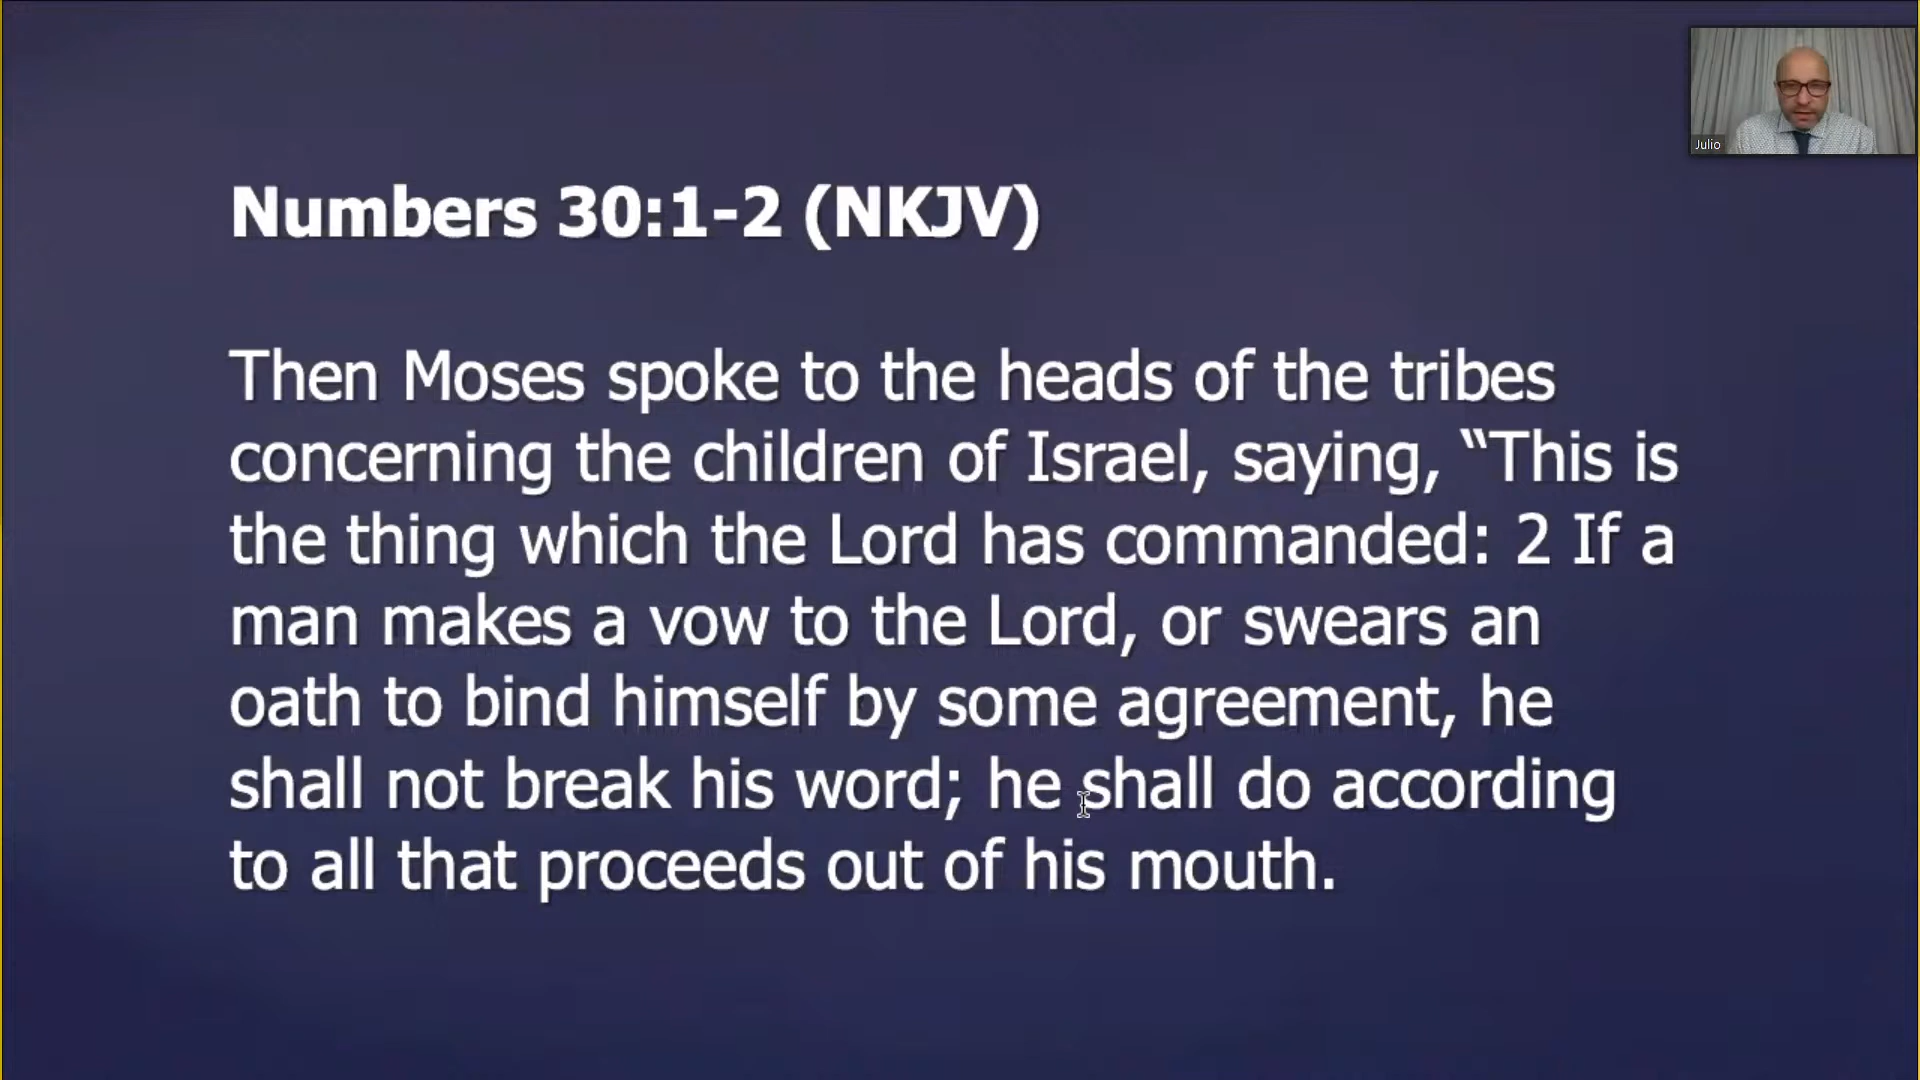 Julio
Numbers 30:1-2 (NKJV)
Then Moses spoke to the heads of the tribes
concerning the children of Israel, saying, “This is
the thing which the Lord has commanded: 2 If a
man makes a vow to the Lord, or swears an
oath to bind himself by some agreement, he
shall not break his word; he shall do according
to all that proceeds out of his mouth.